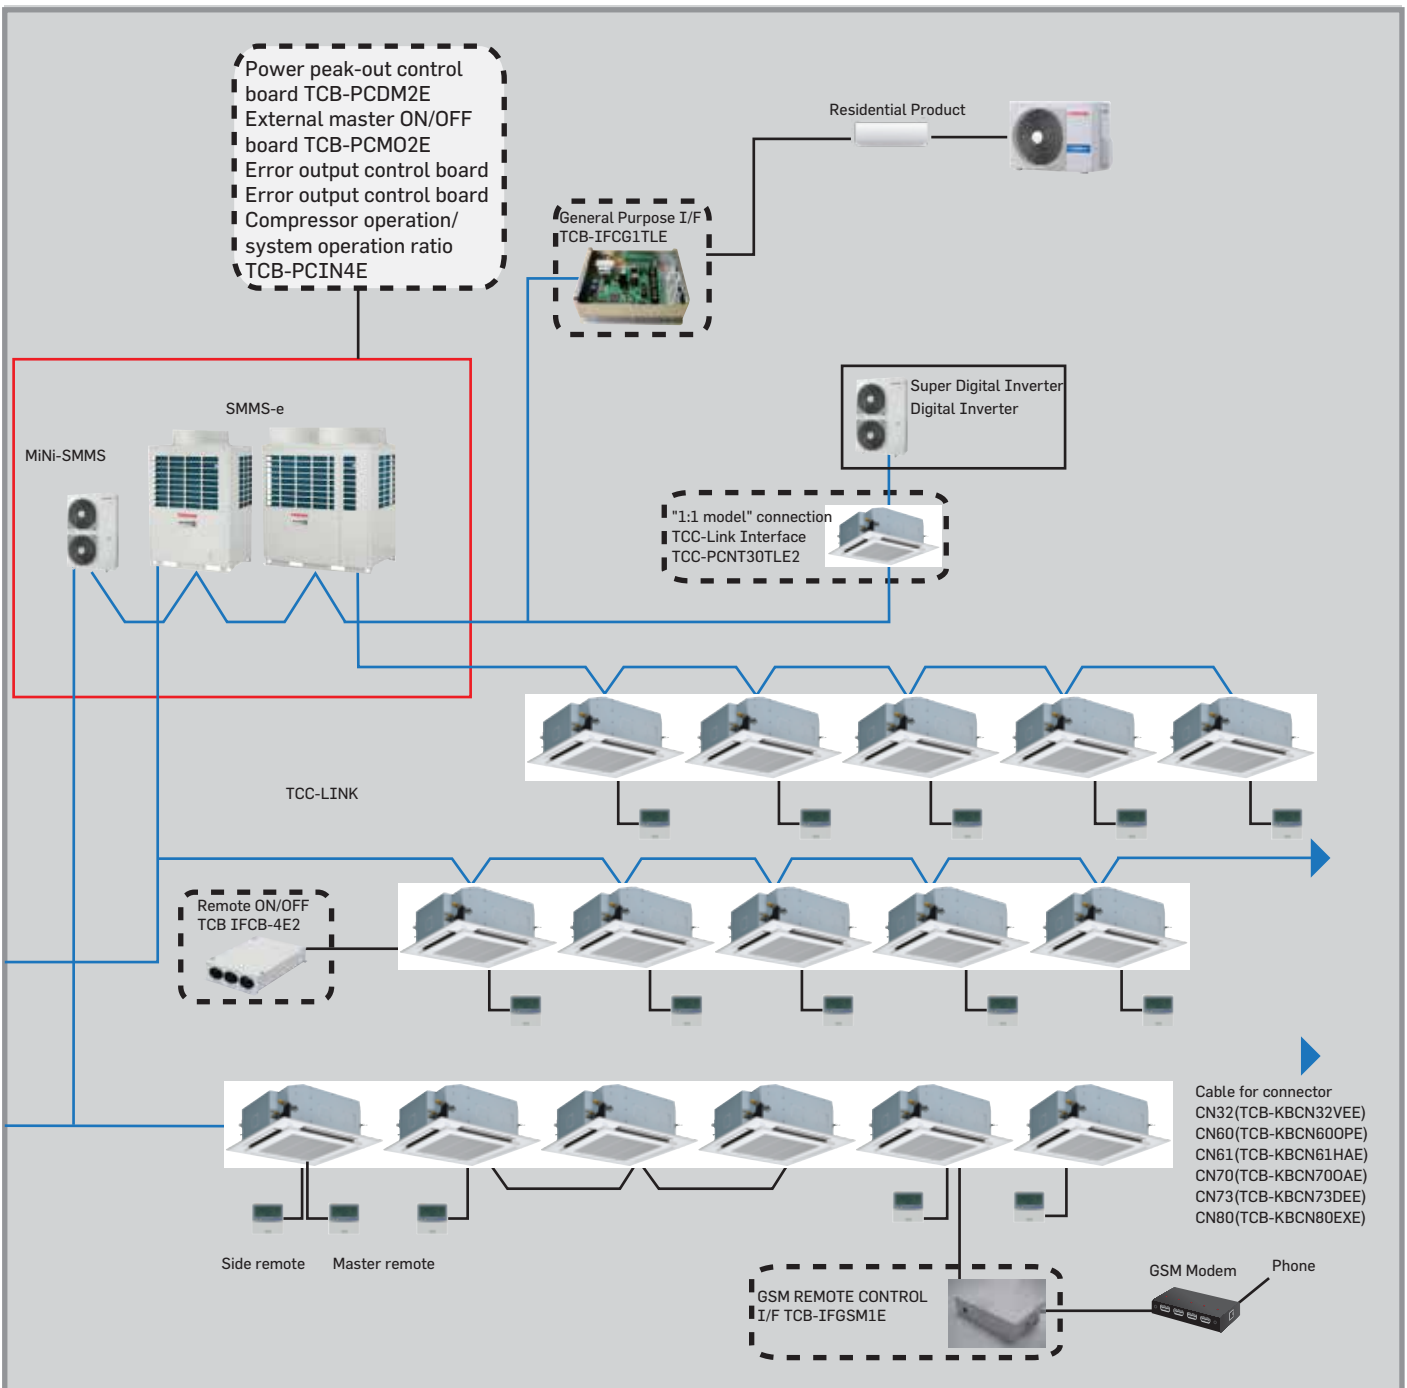 Power peak-out control
board TCB-PCDM2E
External master ON/OFF
board TCB-PCMO2E
Error output control board
Error output control board
Compressor operation/
system operation ratio
TCB-PCIN4E
Residential Product
General Purpose I/F
TCB-IFCG1TLE
Super Digital Inverter
Digital Inverter
SMMS-e
MiNi-SMMS
"1:1 model" connection
TCC-Link Interface
TCC-PCNT30TLE2
TCC-LINK
Remote ON/OFF
TCB IFCB-4E2
Cable for connector
CN32(TCB-KBCN32VEE)
CN60(TCB-KBCN60OPE)
CN61(TCB-KBCN61HAE)
CN70(TCB-KBCN70OAE)
CN73(TCB-KBCN73DEE)
CN80(TCB-KBCN80EXE)
Side remote
Master remote
GSM REMOTE CONTROL
I/F TCB-IFGSM1E
GSM Modem
Phone